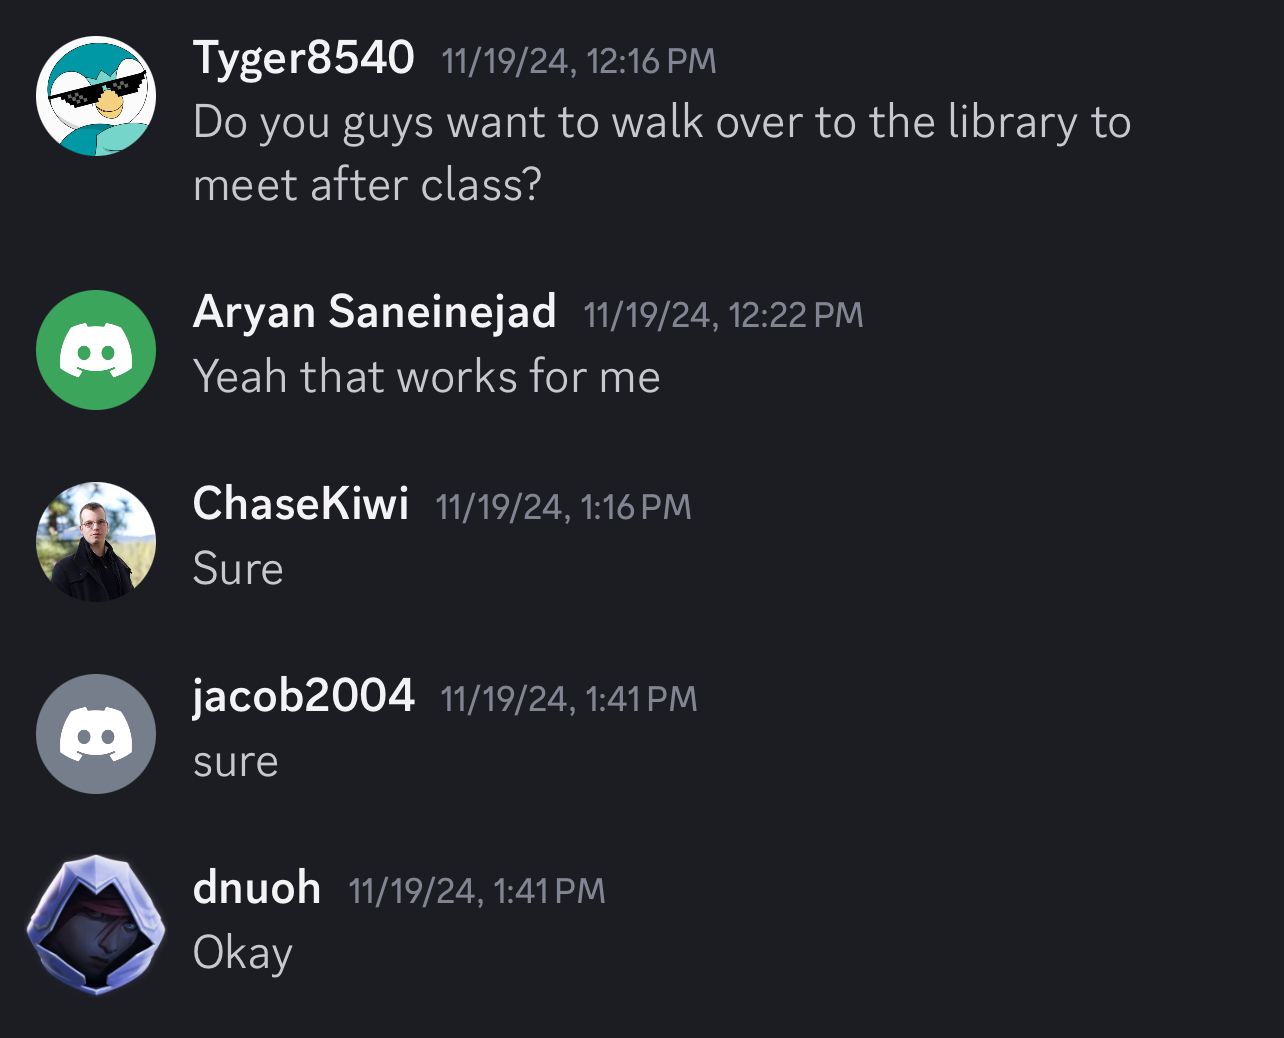 Tyger8540 11/19/24, 12:16 PM
Do you guys want to walk over to the library to
meet after class?
Aryan Saneinejad 11/19/24, 12:22 PM
Yeah that works for me
ChaseKiwi 11/19/24, 1:16 PM
Sure
jacob2004 11/19/24, 1:41 PM
sure
dnuoh 11/19/24, 1:41 PM
Okay